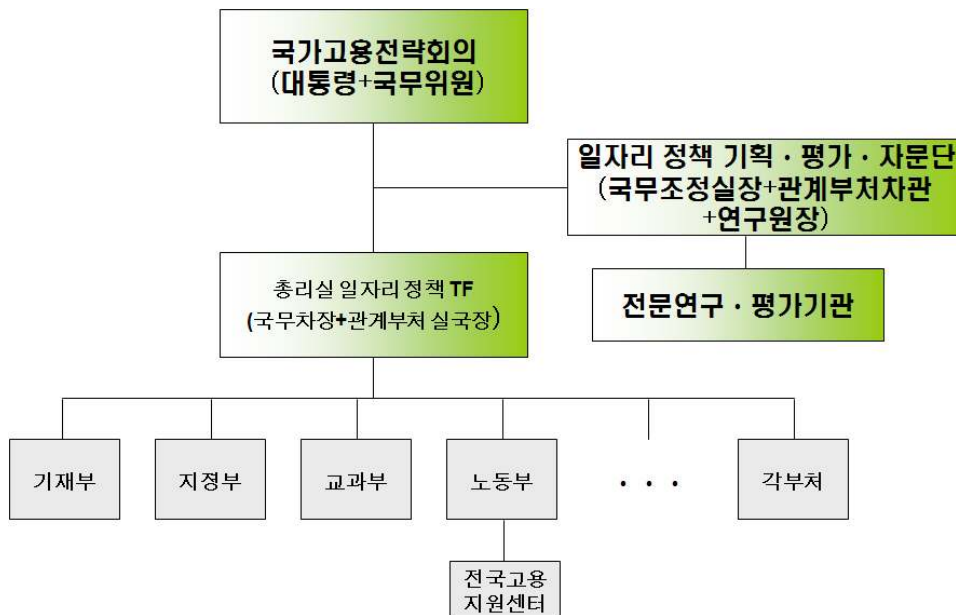 국가고용전략회의
(대통령+국무위원)
일자리 정책 기획 · 평가 · 자문단
(국무조정실장+관계부처차관
+연구원장)
총리실 일자리 정책 TF
(국무차장+관계부처 실국장)
전문연구 · 평가기관
기재부
지경부
교과부
노동부
· · ·
각부처
전국고용
지원센터